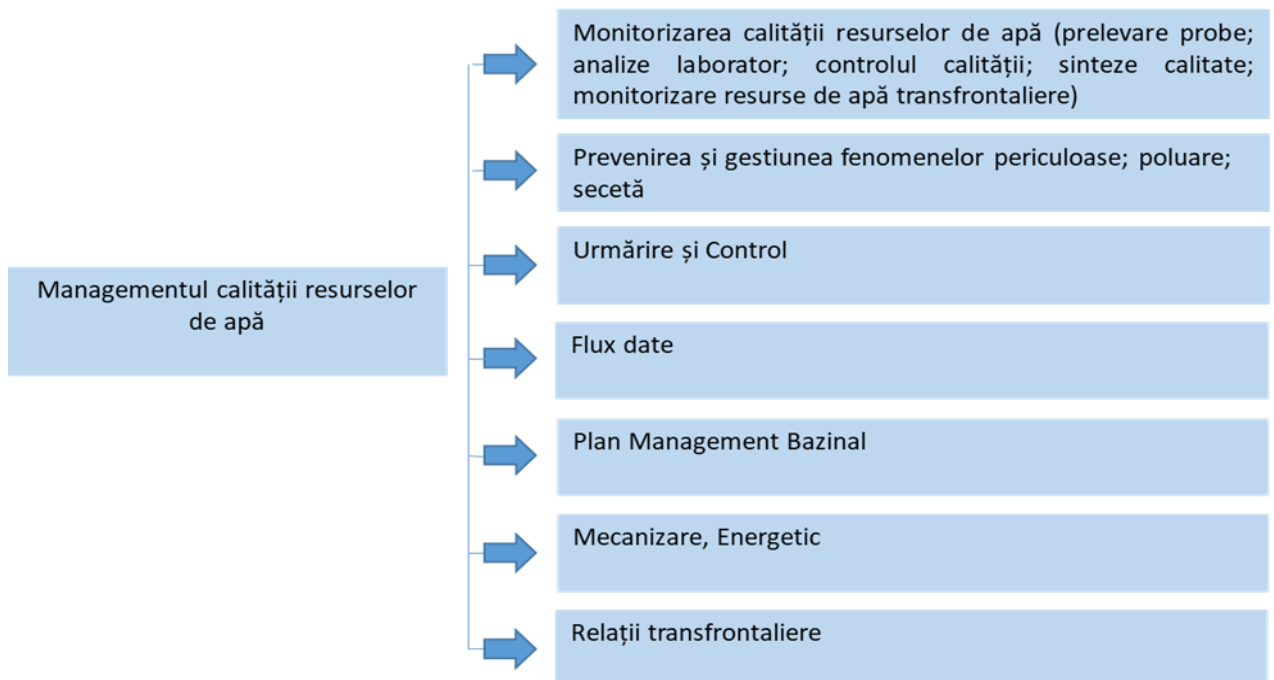 Managementul calității resurselor
de apă
Monitorizarea calității resurselor de apă (prelevare probe;
analize laborator; controlul calității; sinteze calitate;
monitorizare resurse de apă transfrontaliere)
Prevenirea și gestiunea fenomenelor periculoase; poluare;
secetă
Urmărire și Control
Flux date
Plan Management Bazinal
Mecanizare, Energetic
Relații transfrontaliere